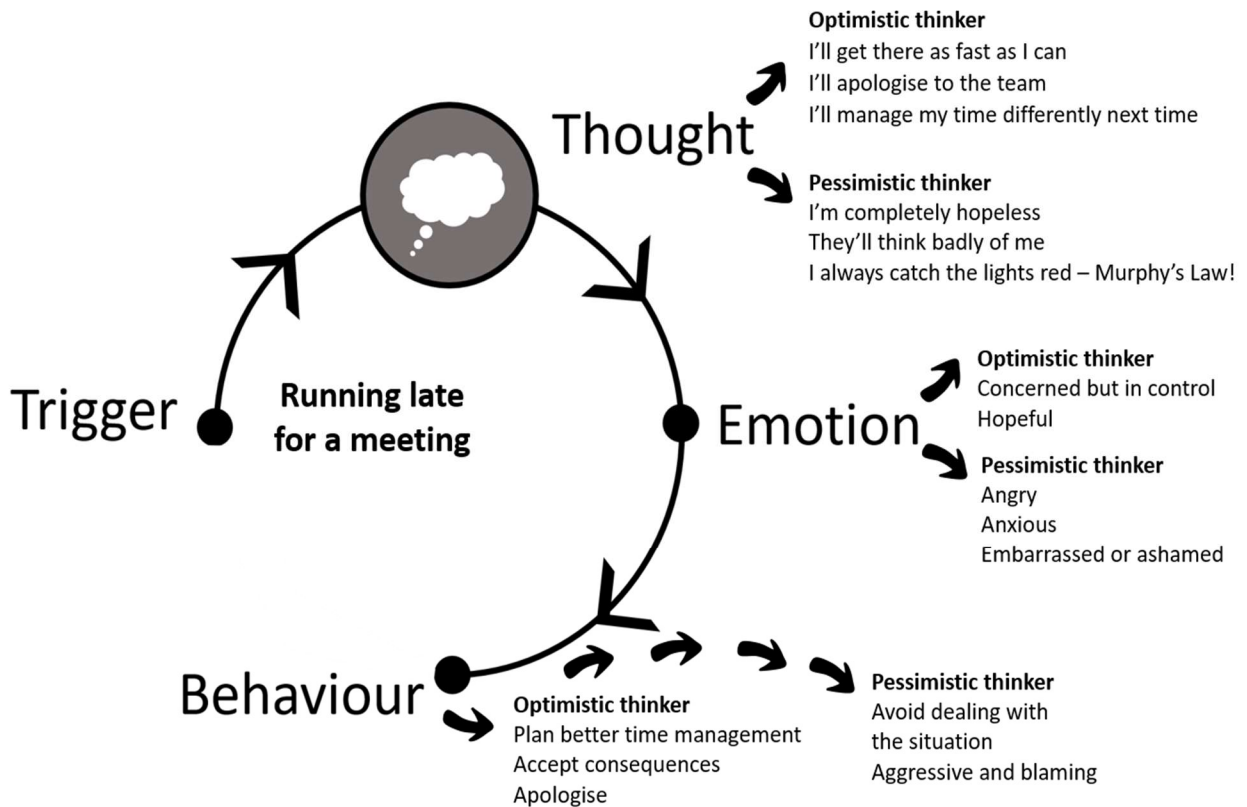 Optimistic thinker
I'll get there as fast as I can
I'll apologise to the team
I'll manage my time differently next time
Thought
Pessimistic thinker
I'm completely hopeless
They'll think badly of me
I always catch the lights red – Murphy's Law!
Trigger
Running late
for a meeting
Emotion
Optimistic thinker
Concerned but in control
Hopeful
Pessimistic thinker
Angry
Anxious
Embarrassed or ashamed
Behaviour
Optimistic thinker
Plan better time management
Accept consequences
Apologise
Pessimistic thinker
Avoid dealing with
the situation
Aggressive and blaming